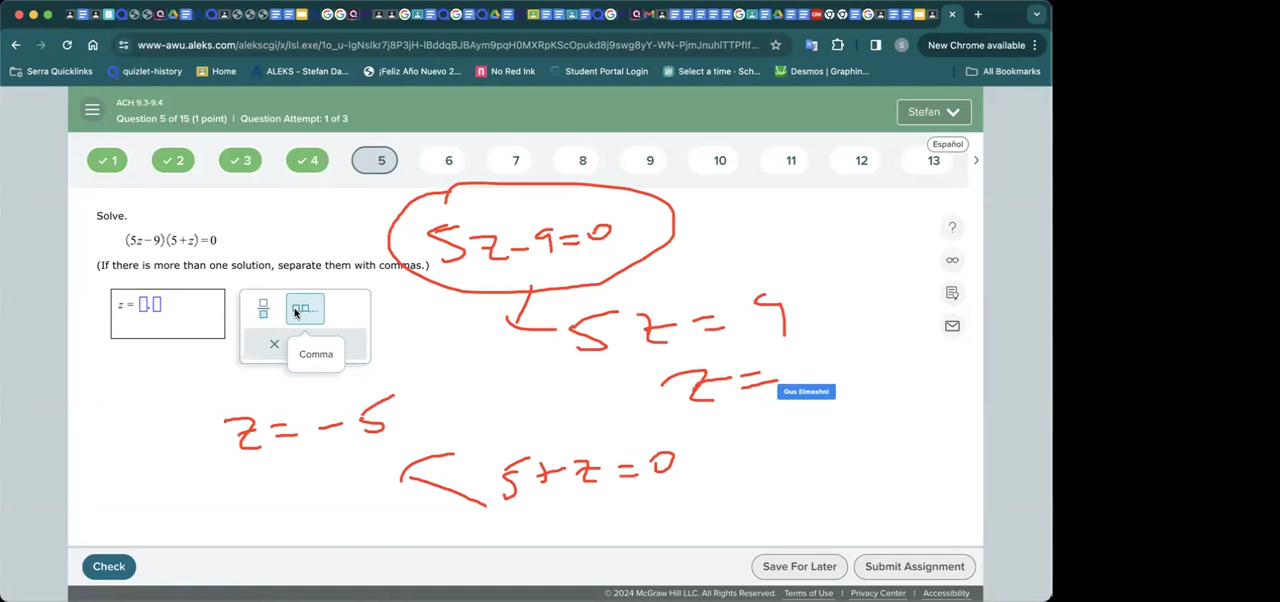 www-awu.aleks.com/alekscgi/x/lsl.exe/1o_u-IgNslkr7j8P3jH-lBddqBJBAym9pqH0MXRpKScOpukd8j9swg8yY-WN-PjmJnuhITTPfIf...
S
New Chrome available
Serra Quicklinks
quizlet-history
Home
ALEKS - Stefan Da...
¡Feliz Año Nuevo 2...
No Red Ink
Student Portal Login
Select a time · Sch...
Desmos | Graphin...
All Bookmarks
ACH 9.3-9.4
Question 5 of 15 (1 point) | Question Attempt: 1 of 3
Stefan
Español
✓ 1 ✓ 2 ✓ 3 ✓ 4 5 6 7 8 9 10 11 12 13
Solve.
(5z−9)(5+z)=0
(If there is more than one solution, separate them with commas.)
z = ▯,▯
▯,▯,...
×
Comma
5z-9=0
5z=9
z=
Gus Elmashni
z=-5
5+z=0
Check
Save For Later
Submit Assignment
© 2024 McGraw Hill LLC. All Rights Reserved. Terms of Use | Privacy Center | Accessibility